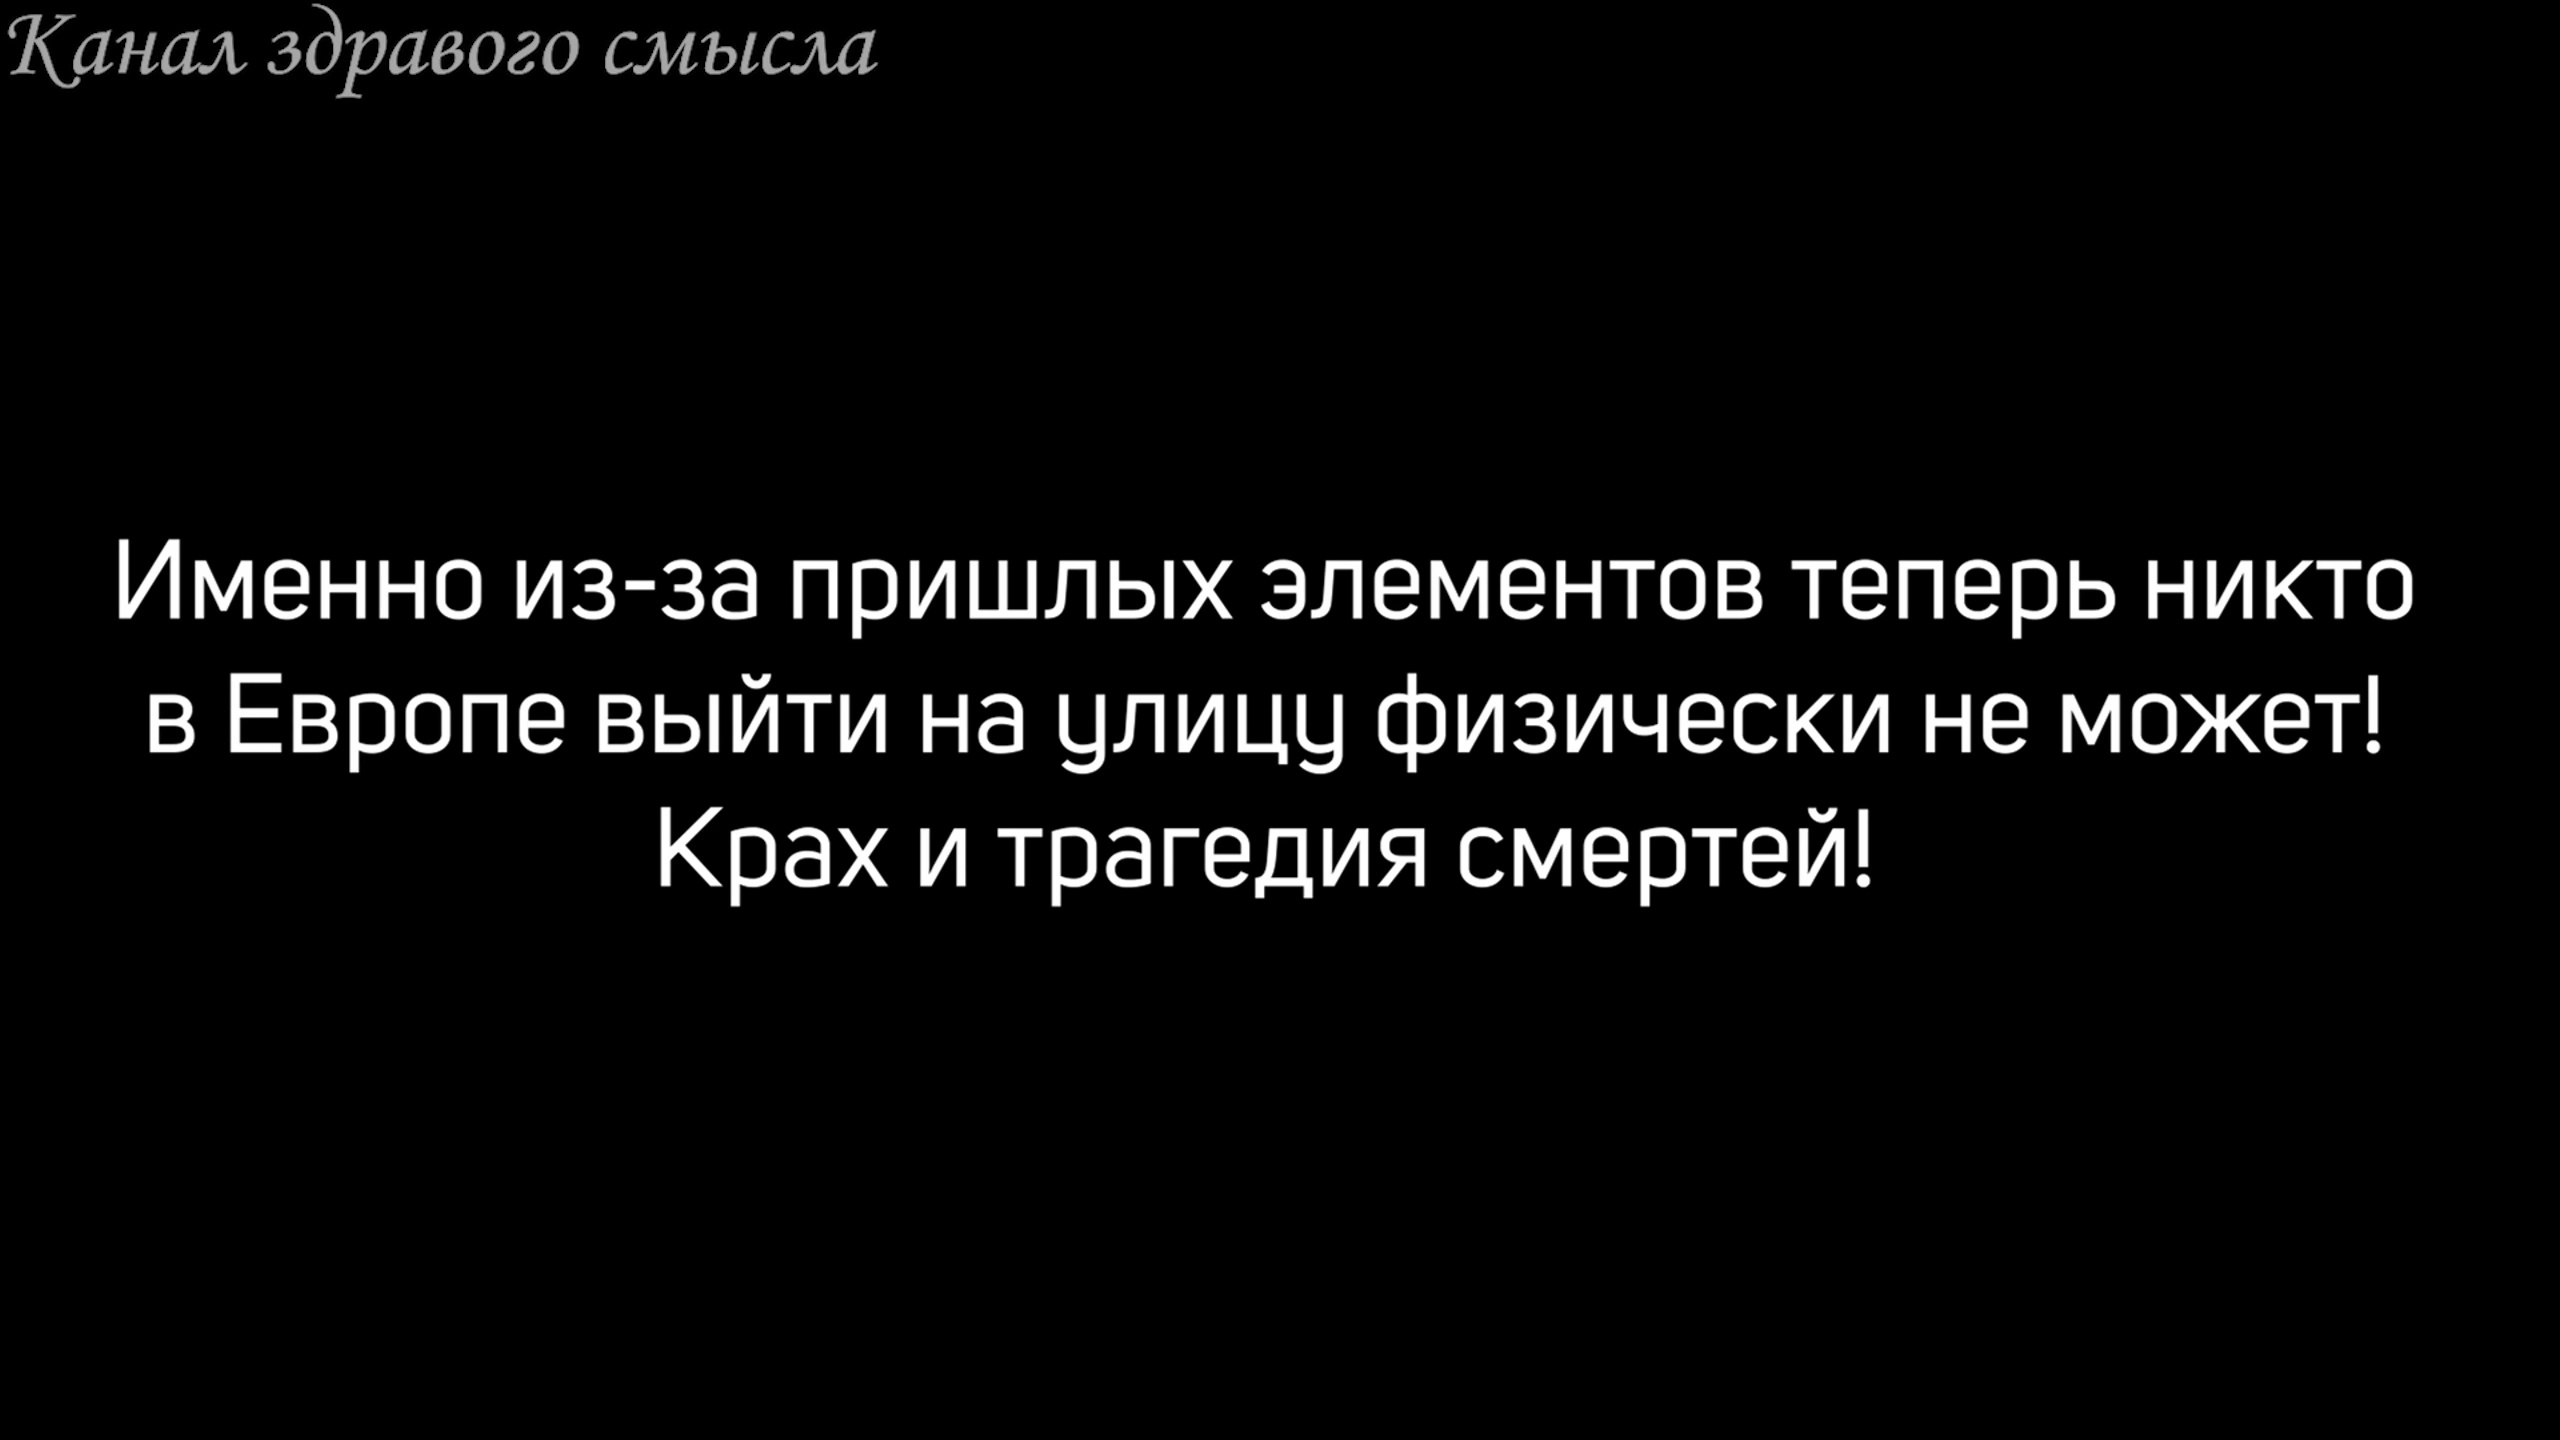 Канал здравого смысла
Именно из-за пришлых элементов теперь никто
в Европе выйти на улицу физически не может!
Крах и трагедия смертей!